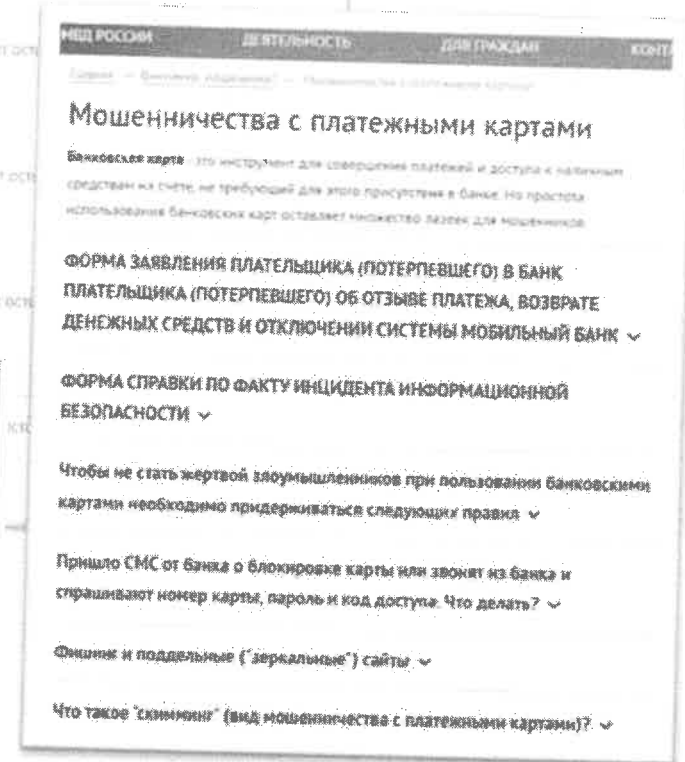 МВД РОССИИ ДЕЯТЕЛЬНОСТЬ ДЛЯ ГРАЖДАН КОНТА
Мошенничества с платежными картами
Банковская карта - это инструмент для совершения платежей и доступа к наличным
средствам на счете, не требующий для этого присутствия в банке. Но простота
использования банковских карт оставляет множество лазеек для мошенников.
ФОРМА ЗАЯВЛЕНИЯ ПЛАТЕЛЬЩИКА (ПОТЕРПЕВШЕГО) В БАНК
ПЛАТЕЛЬЩИКА (ПОТЕРПЕВШЕГО) ОБ ОТЗЫВЕ ПЛАТЕЖА, ВОЗВРАТЕ
ДЕНЕЖНЫХ СРЕДСТВ И ОТКЛЮЧЕНИИ СИСТЕМЫ МОБИЛЬНЫЙ БАНК
ФОРМА СПРАВКИ ПО ФАКТУ ИНЦИДЕНТА ИНФОРМАЦИОННОЙ
БЕЗОПАСНОСТИ
Чтобы не стать жертвой злоумышленников при пользовании банковскими
картами необходимо придерживаться следующих правил
Пришло СМС от банка о блокировке карты или звонят из банка и
спрашивают номер карты, пароль и код доступа. Что делать?
Фишинг и поддельные ("зеркальные") сайты
Что такое "скимминг" (вид мошенничества с платежными картами)?